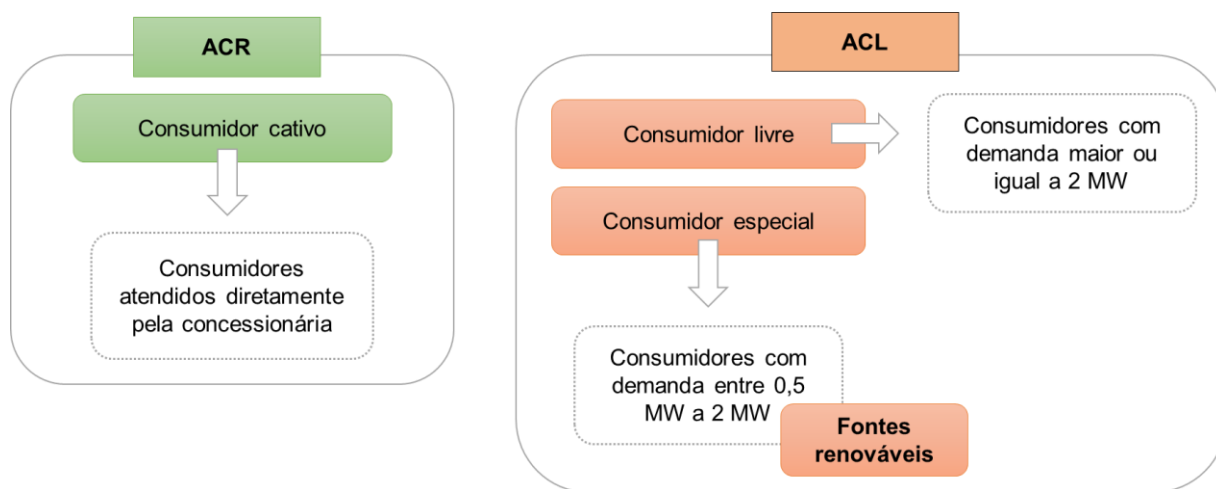 ACR
Consumidor cativo
Consumidores
atendidos diretamente
pela concessionária
ACL
Consumidor livre
Consumidores com
demanda maior ou
igual a 2 MW
Consumidor especial
Consumidores com
demanda entre 0,5
MW a 2 MW
Fontes
renováveis